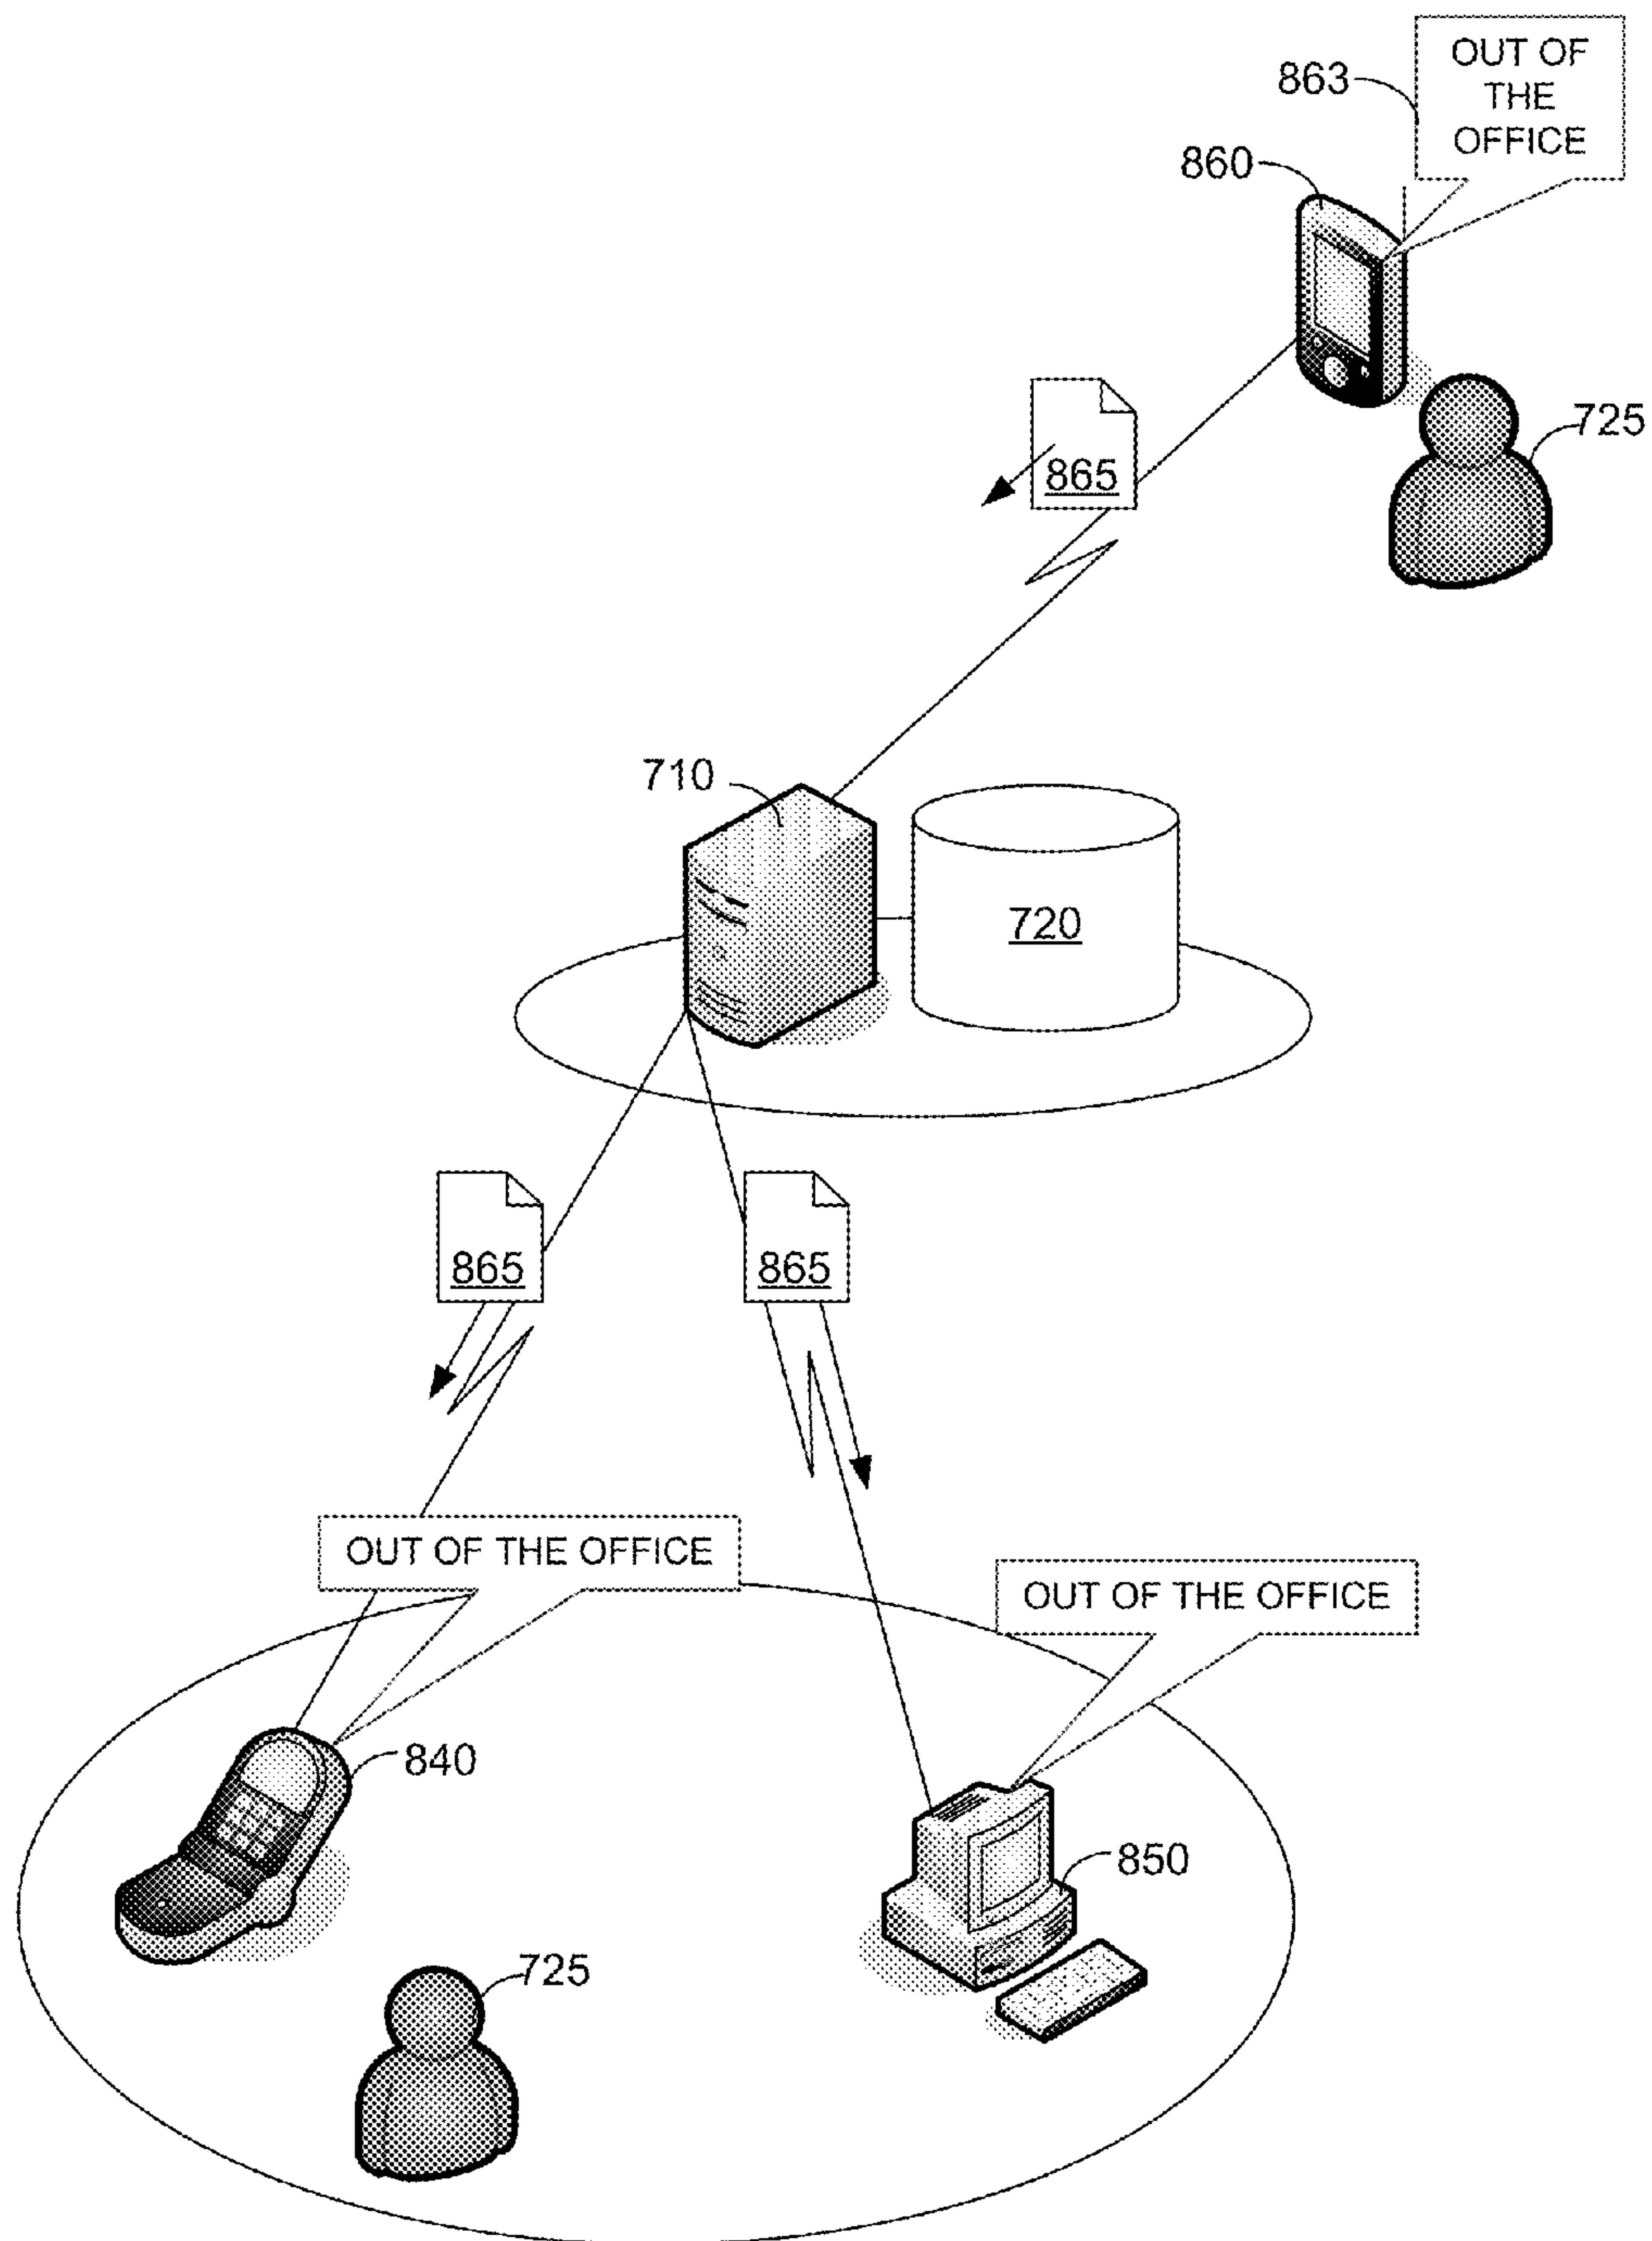 OUT OF
THE
OFFICE
863
860
725
865
710
720
865
865
OUT OF THE OFFICE
OUT OF THE OFFICE
840
850
725